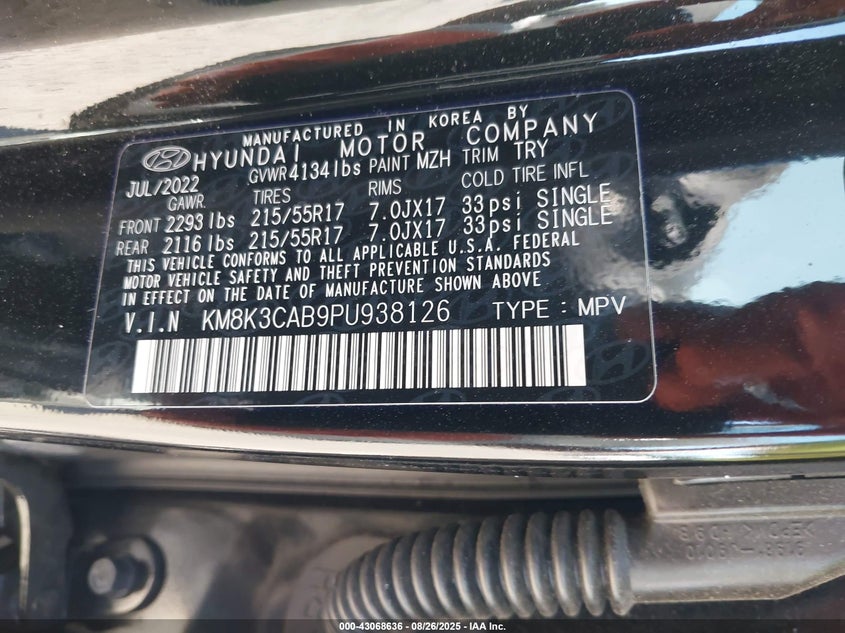 MANUFACTURED IN KOREA BY
HYUNDAI MOTOR COMPANY
JUL/2022 GVWR 4134 lbs PAINT MZH TRIM TRY
GAWR TIRES RIMS COLD TIRE INFL
FRONT 2293 lbs 215/55R17 7.0JX17 33 psi SINGLE
REAR 2116 lbs 215/55R17 7.0JX17 33 psi SINGLE
THIS VEHICLE CONFORMS TO ALL APPLICABLE U.S.A. FEDERAL
MOTOR VEHICLE SAFETY AND THEFT PREVENTION STANDARDS
IN EFFECT ON THE DATE OF MANUFACTURE SHOWN ABOVE
V.I.N KM8K3CAB9PU938126 TYPE : MPV
000-43068636 - 08/26/2025 - IAA Inc.